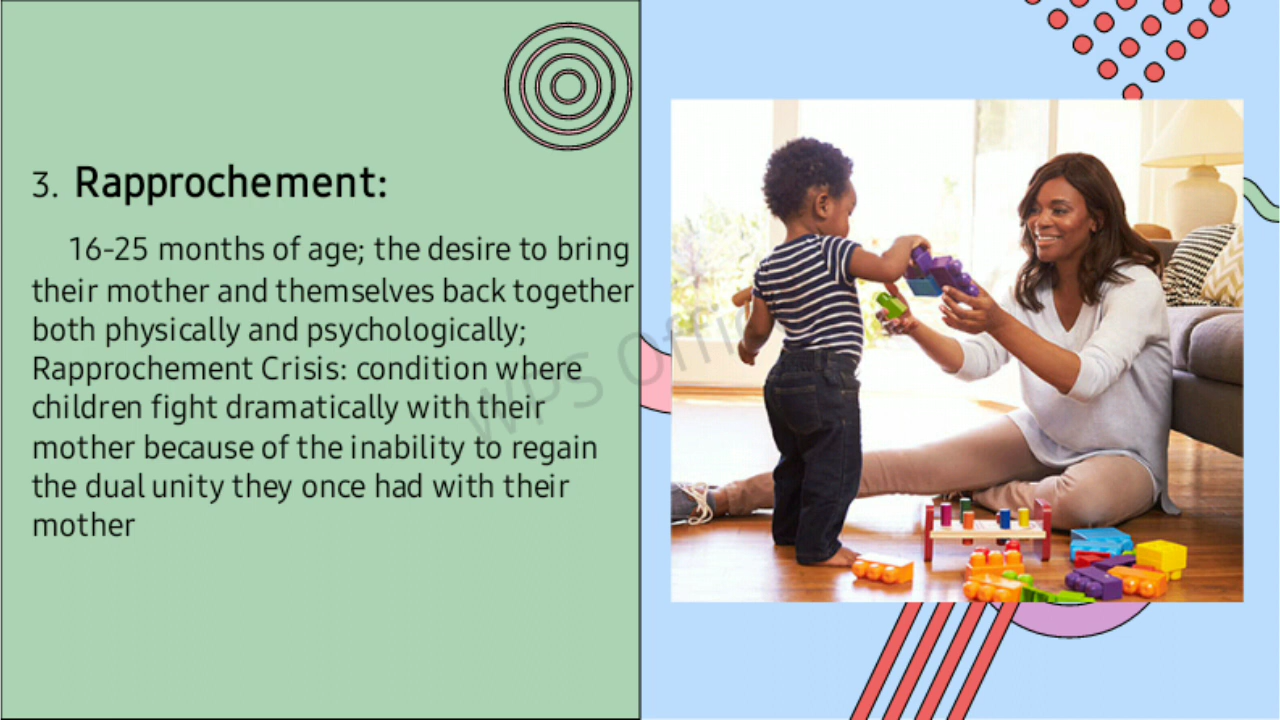 3. Rapprochement:
16-25 months of age; the desire to bring
their mother and themselves back together
both physically and psychologically;
Rapprochement Crisis: condition where
children fight dramatically with their
mother because of the inability to regain
the dual unity they once had with their
mother
WPS Office